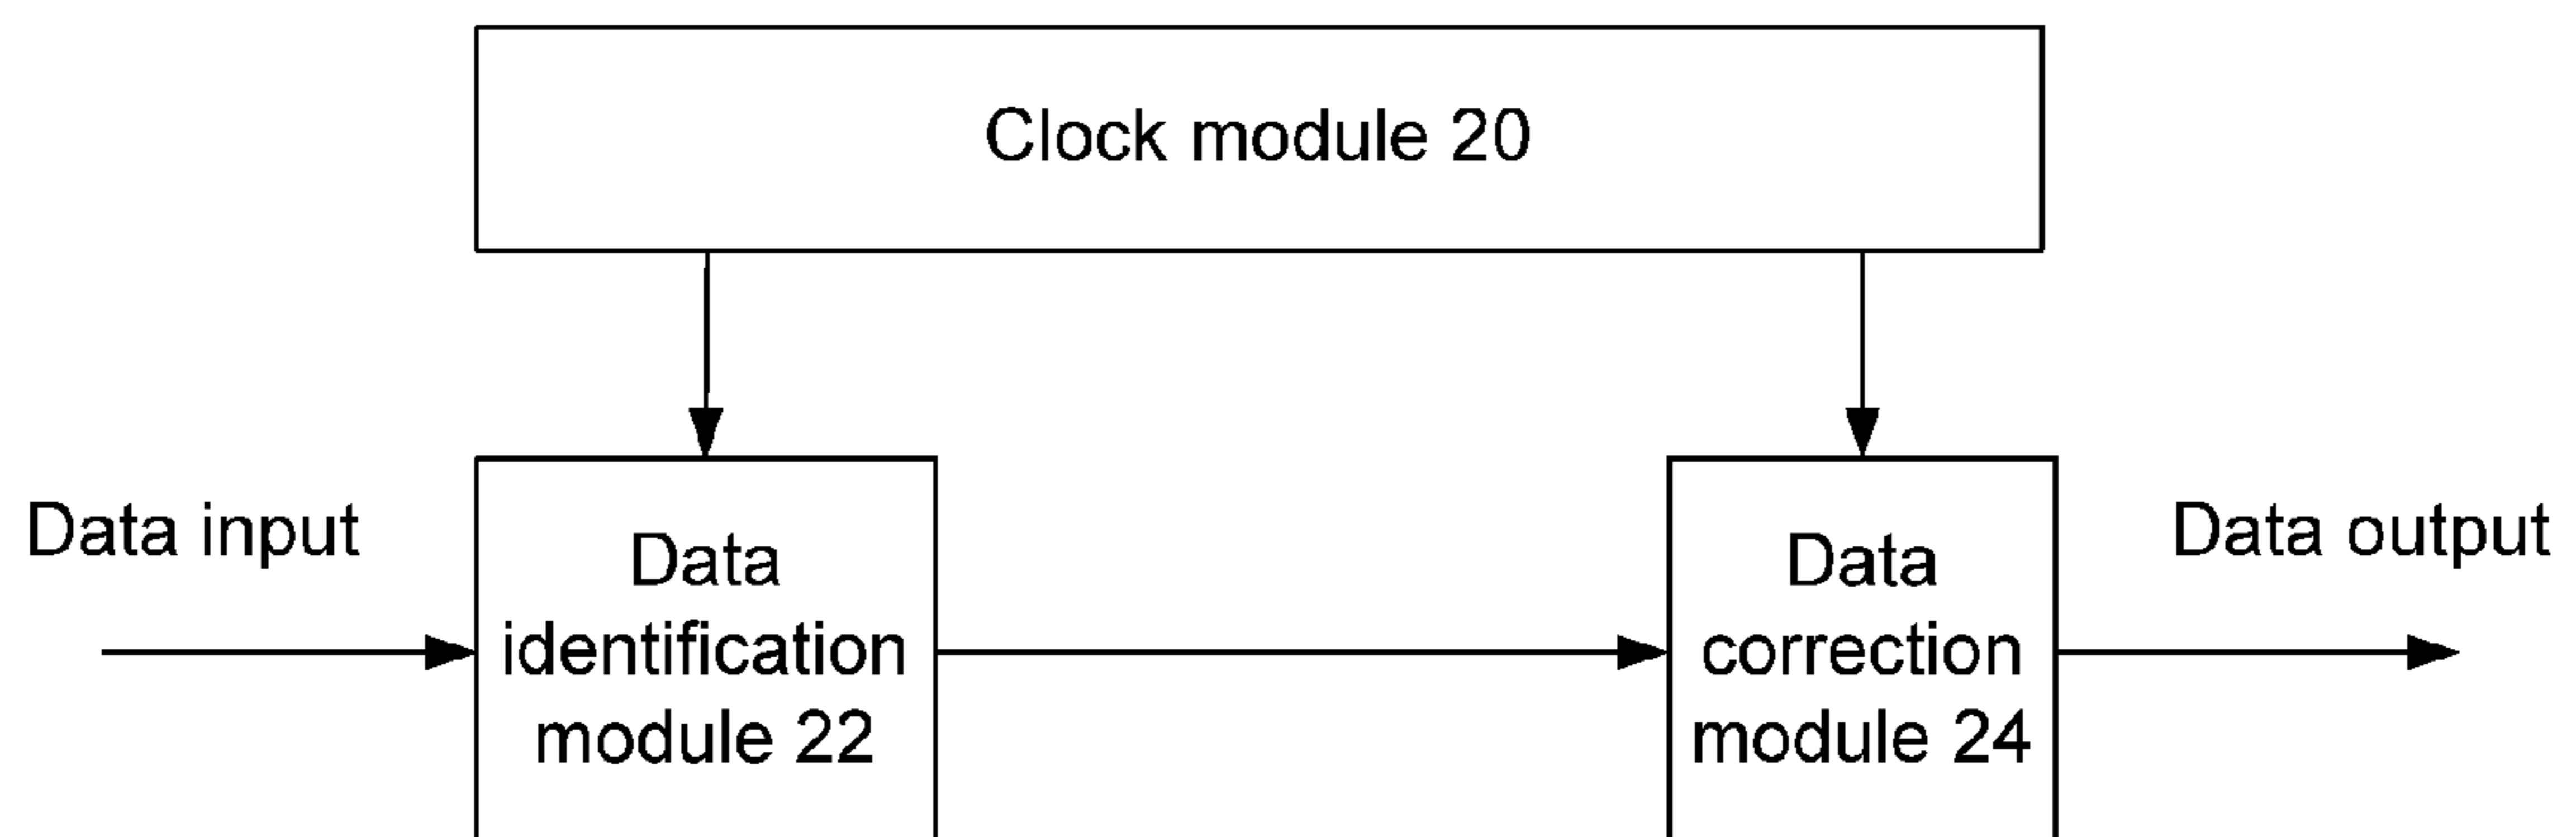 Clock module 20
Data input
Data
identification
module 22
Data
correction
module 24
Data output